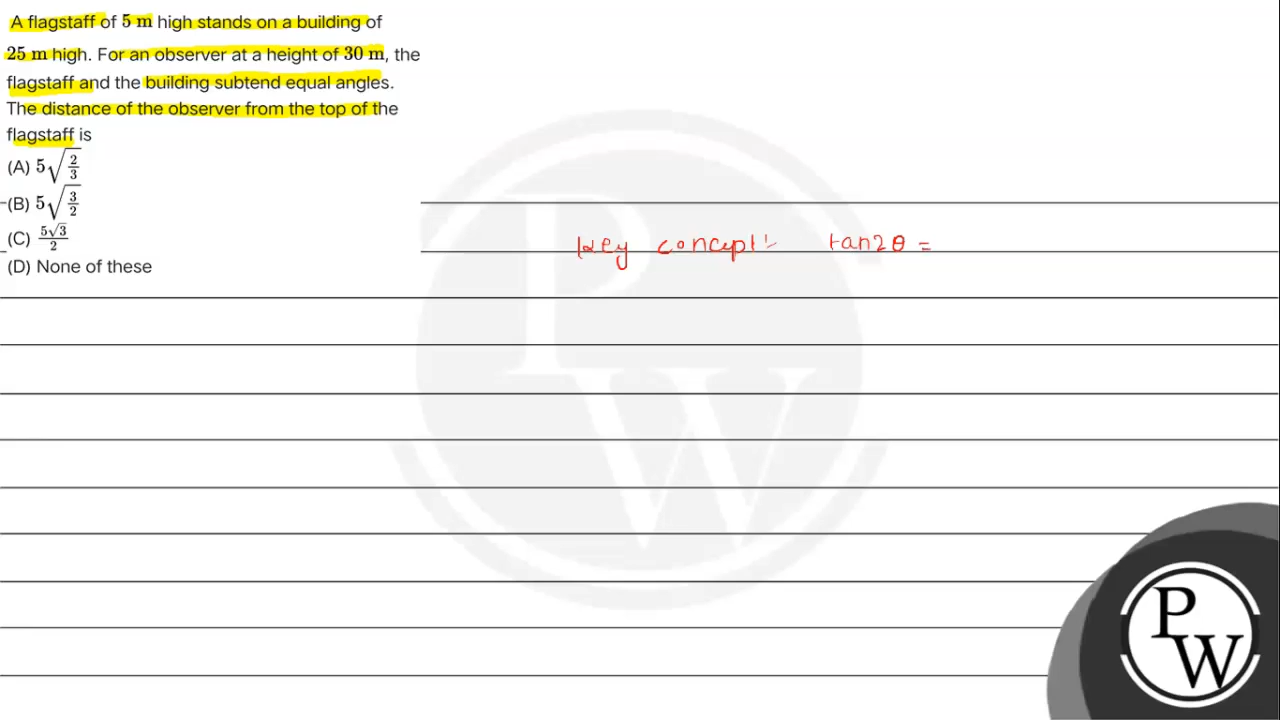 A flagstaff of 5 m high stands on a building of
25 m high. For an observer at a height of 30 m, the
flagstaff and the building subtend equal angles.
The distance of the observer from the top of the
flagstaff is
(A) 5√(2/3)
(B) 5√(3/2)
(C) 5√3/2
(D) None of these
Key concept: tan2θ =
P
W
P
W